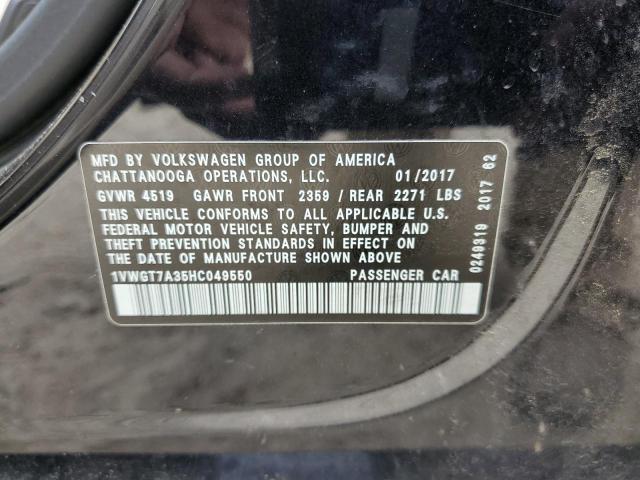 MFD BY VOLKSWAGEN GROUP OF AMERICA
CHATTANOOGA OPERATIONS, LLC. 01/2017
GVWR 4519 GAWR FRONT 2359 / REAR 2271 LBS
THIS VEHICLE CONFORMS TO ALL APPLICABLE U.S.
FEDERAL MOTOR VEHICLE SAFETY, BUMPER AND
THEFT PREVENTION STANDARDS IN EFFECT ON
THE DATE OF MANUFACTURE SHOWN ABOVE
1VWGT7A35HC049550 PASSENGER CAR
0249319 2017 62